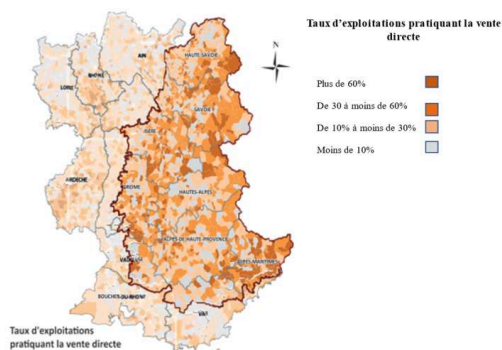 Taux d'exploitations pratiquant la vente
directe
N
Plus de 60%
De 30 à moins de 60%
De 10% à moins de 30%
Moins de 10%
AIN
HAUTE-SAVOIE
RHÔNE
LOIRE
SAVOIE
ISERE
ARDECHE
DROME
HAUTES-ALPES
ALPES-DE-HAUTE-PROVENCE
ALPES-MARITIMES
BOUCHES-DU-RHONE
VAR
Taux d'exploitations
pratiquant la vente directe